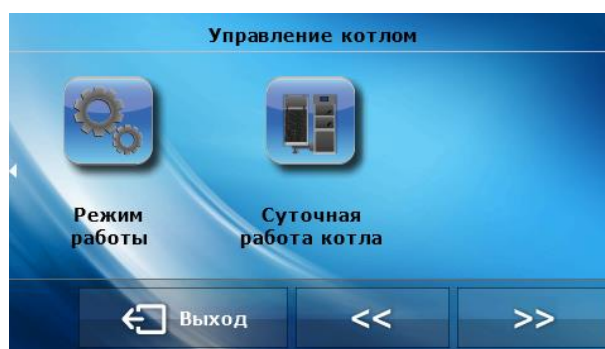 Управление котлом
Режим
работы
Суточная
работа котла
Выход
<<
>>